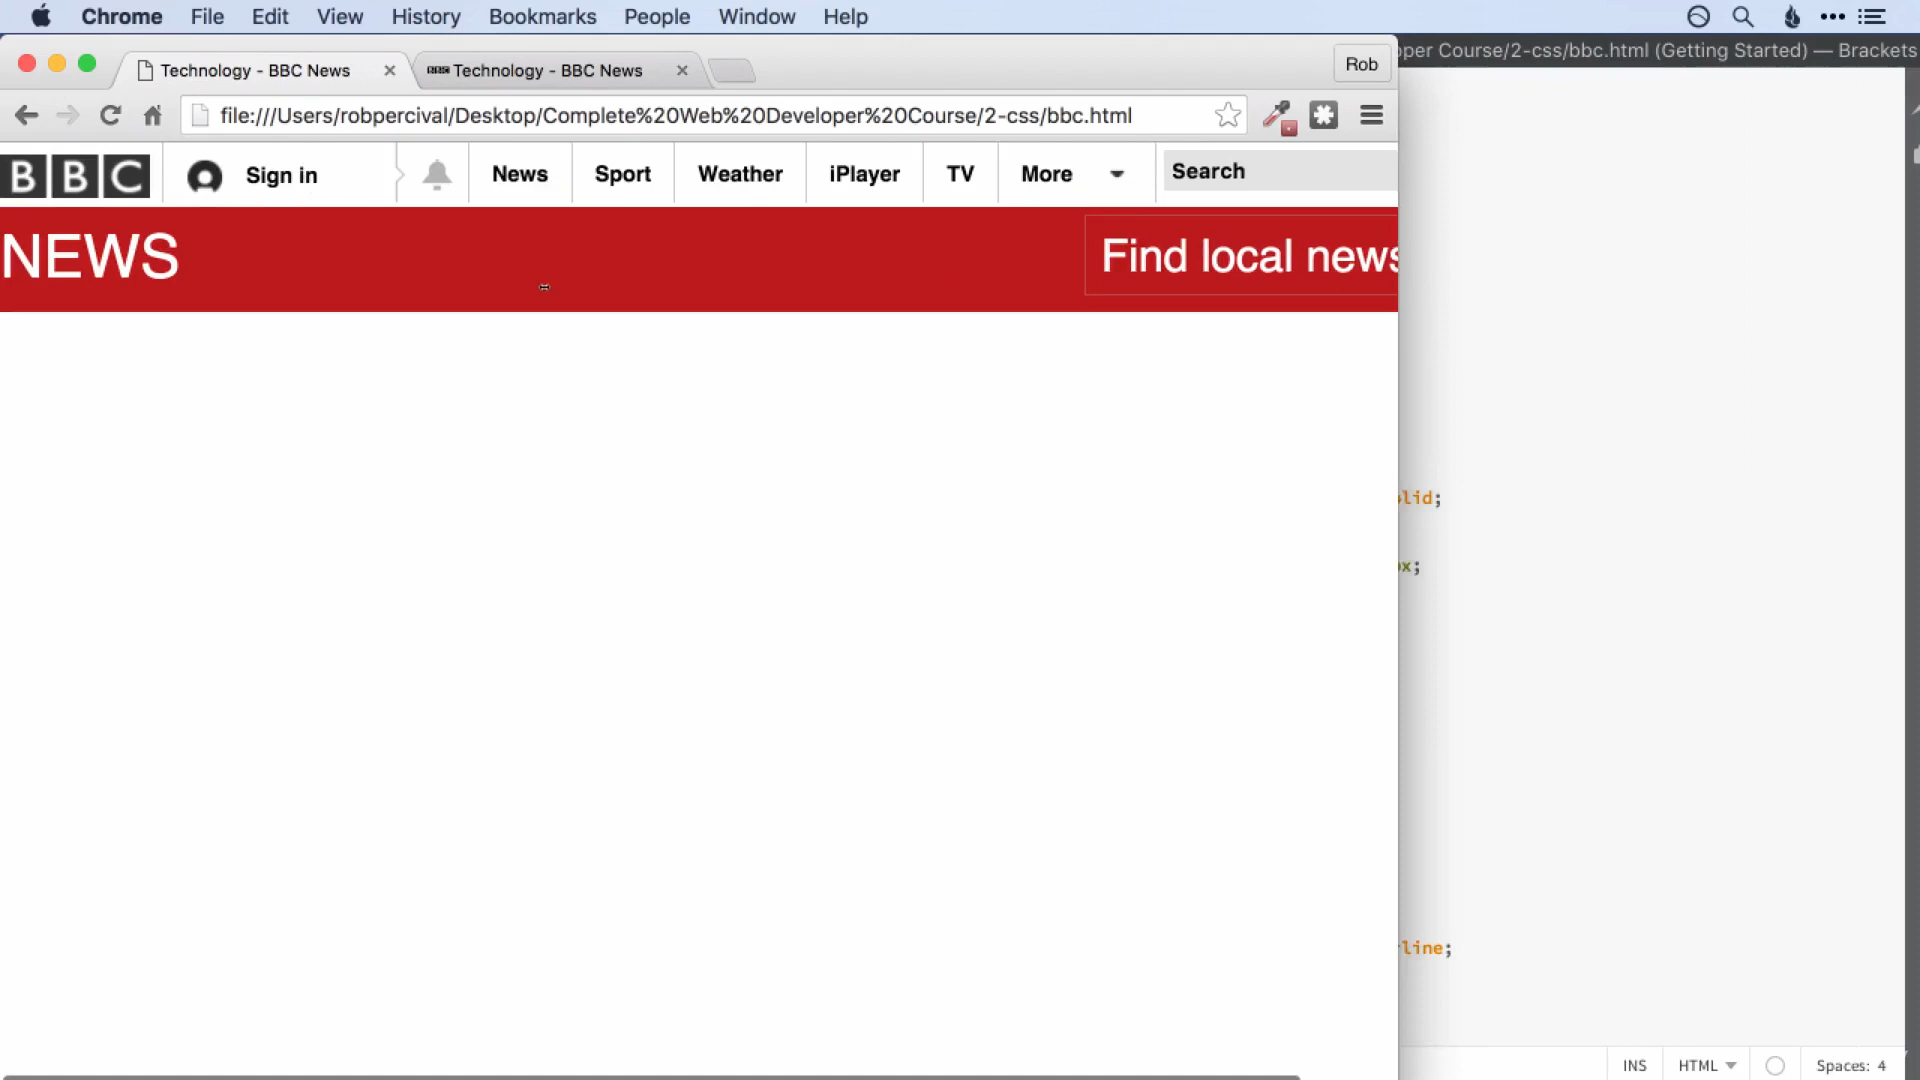 Chrome File Edit View History Bookmarks People Window Help
per Course/2-css/bbc.html (Getting Started) — Brackets
Technology - BBC News
BBC Technology - BBC News
Rob
file:///Users/robpercival/Desktop/Complete%20Web%20Developer%20Course/2-css/bbc.html
BBC Sign in News Sport Weather iPlayer TV More Search
NEWS
Find local news
lid;
x;
line;
INS HTML Spaces: 4